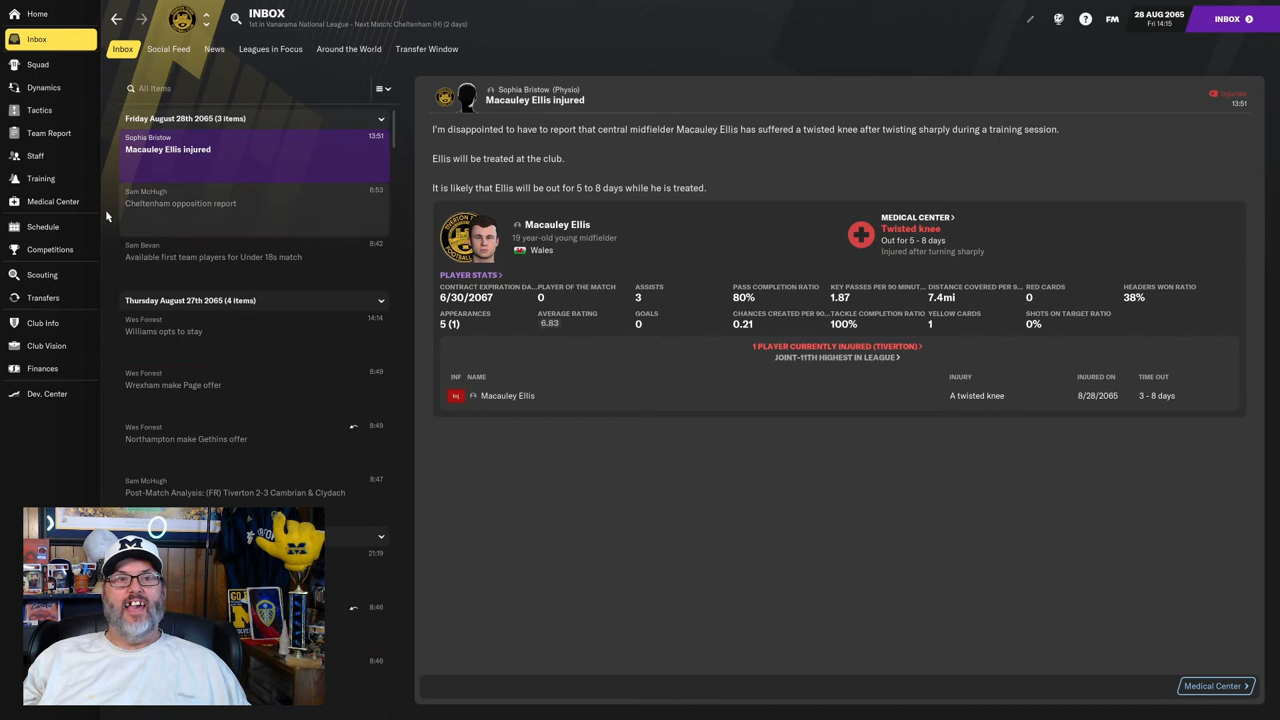 Home
Inbox
Squad
Dynamics
Tactics
Team Report
Staff
Training
Medical Center
Schedule
Competitions
Scouting
Transfers
Club Info
Club Vision
Finances
Dev. Center
INBOX
1st in Vanarama National League - Next Match: Cheltenham (H) (2 days)
FM
28 AUG 2065
Fri 14:15
INBOX
Inbox
Social Feed
News
Leagues in Focus
Around the World
Transfer Window
All Items
Friday August 28th 2065 (3 items)
Sophia Bristow
13:51
Macauley Ellis injured
Sam McHugh
8:53
Cheltenham opposition report
Sam Bevan
8:42
Available first team players for Under 18s match
Thursday August 27th 2065 (4 items)
Wes Forrest
14:14
Williams opts to stay
Wes Forrest
8:49
Wrexham make Page offer
Wes Forrest
8:49
Northampton make Gethins offer
Sam McHugh
8:47
Post-Match Analysis: (FR) Tiverton 2-3 Cambrian & Clydach
21:19
8:46
8:46
Sophia Bristow (Physio)
Macauley Ellis injured
Injuries
13:51
I'm disappointed to have to report that central midfielder Macauley Ellis has suffered a twisted knee after twisting sharply during a training session.
Ellis will be treated at the club.
It is likely that Ellis will be out for 5 to 8 days while he is treated.
Macauley Ellis
19 year-old young midfielder
Wales
MEDICAL CENTER >
Twisted knee
Out for 5 - 8 days
Injured after turning sharply
PLAYER STATS >
CONTRACT EXPIRATION DA... PLAYER OF THE MATCH ASSISTS PASS COMPLETION RATIO KEY PASSES PER 90 MINUT... DISTANCE COVERED PER 9... RED CARDS HEADERS WON RATIO
6/30/2067 0 3 80% 1.87 7.4mi 0 38%
APPEARANCES AVERAGE RATING GOALS CHANCES CREATED PER 90... TACKLE COMPLETION RATIO YELLOW CARDS SHOTS ON TARGET RATIO
5 (1) 6.83 0 0.21 100% 1 0%
1 PLAYER CURRENTLY INJURED (TIVERTON) >
JOINT-11TH HIGHEST IN LEAGUE >
INF NAME INJURY INJURED ON TIME OUT
Inj Macauley Ellis A twisted knee 8/28/2065 3 - 8 days
Medical Center >